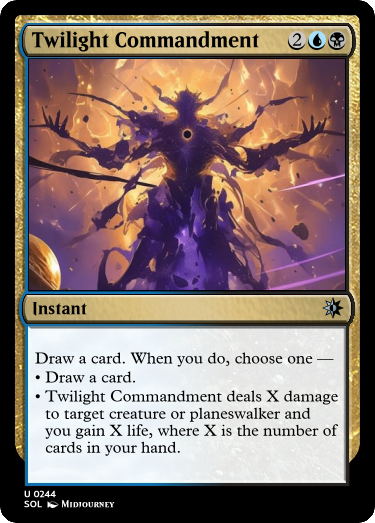 Twilight Commandment 2
Instant
Draw a card. When you do, choose one —
• Draw a card.
• Twilight Commandment deals X damage
to target creature or planeswalker and
you gain X life, where X is the number of
cards in your hand.
U 0244
SOL Midjourney